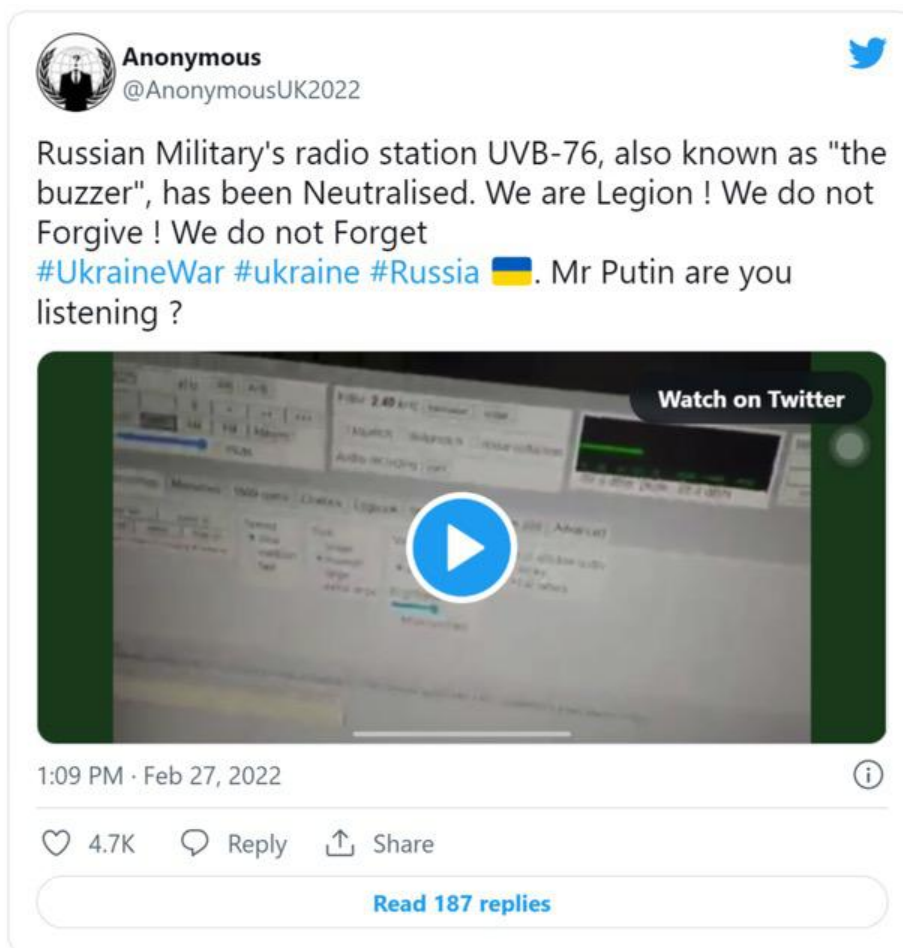 Anonymous
@AnonymousUK2022
Russian Military's radio station UVB-76, also known as "the
buzzer", has been Neutralised. We are Legion ! We do not
Forgive ! We do not Forget
#UkraineWar #ukraine #Russia 🇺🇦. Mr Putin are you
listening ?
Watch on Twitter
1:09 PM · Feb 27, 2022
4.7K Reply Share
Read 187 replies